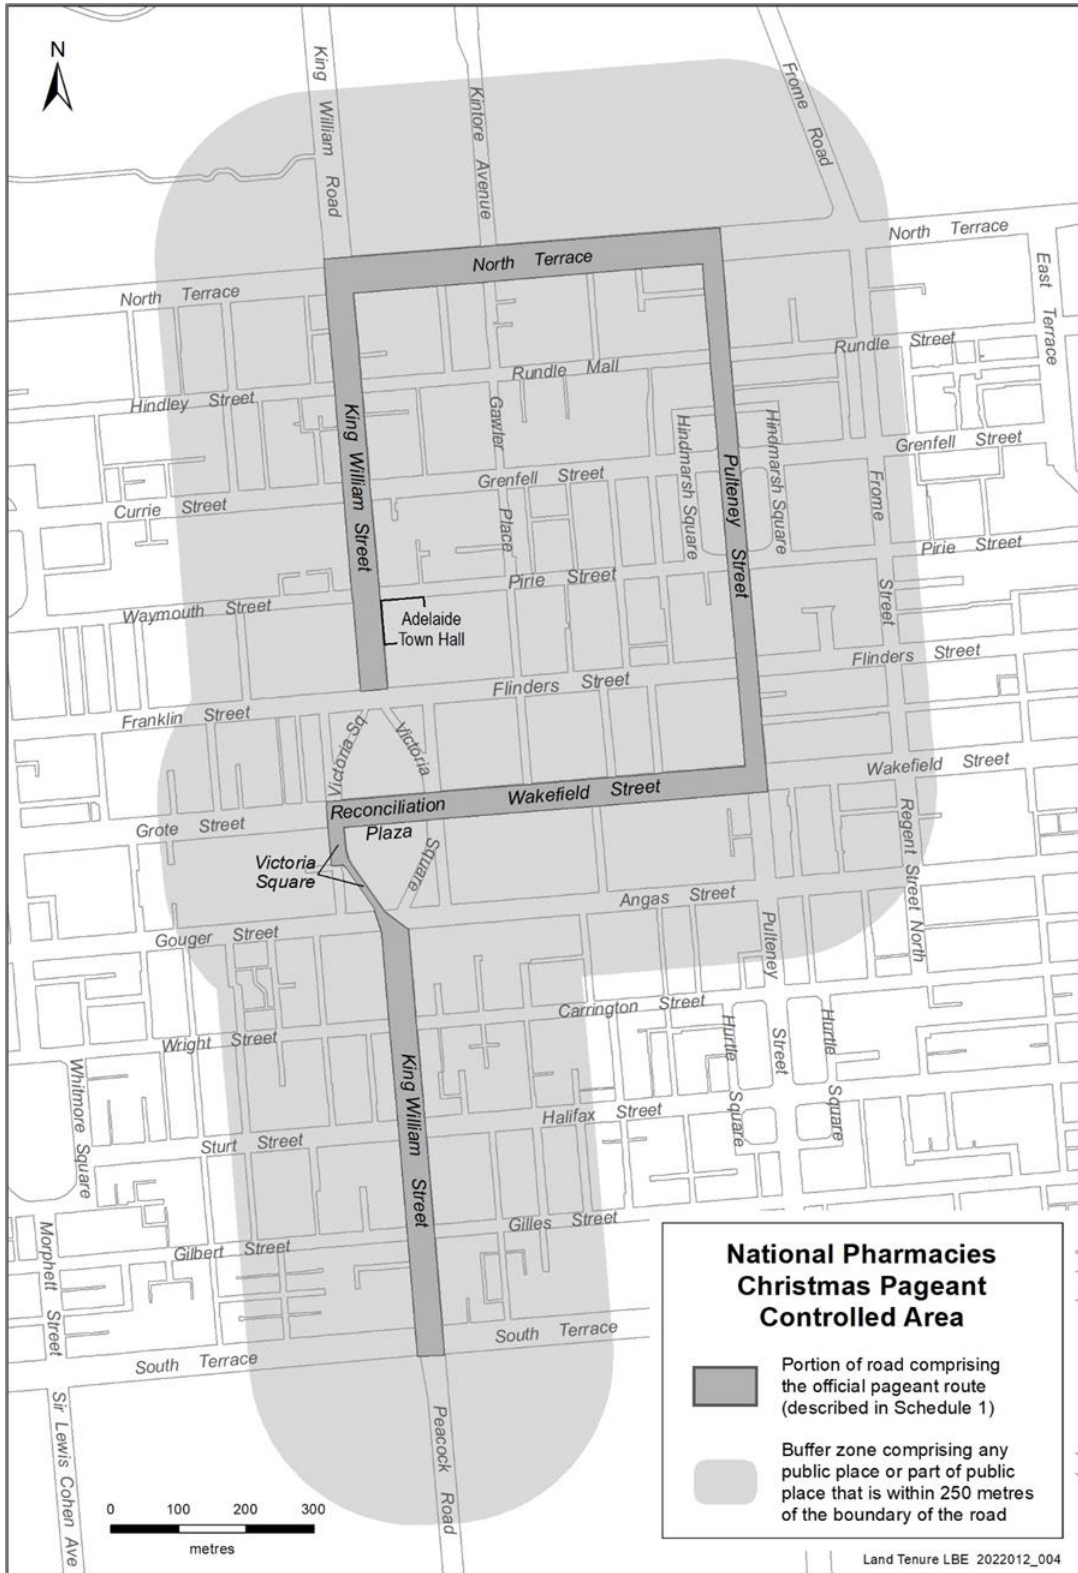 N
King William Road
Kintore Avenue
Frome Road
North Terrace
North Terrace
North Terrace
East Terrace
Rundle Street
Rundle Mall
Hindley Street
King William Street
Gawler Place
Hindmarsh Square
Hindmarsh Square
Pulteney Street
Grenfell Street
Grenfell Street
Currie Street
Frome Street
Pirie Street
Pirie Street
Waymouth Street
Adelaide
Town Hall
Flinders Street
Flinders Street
Franklin Street
Victoria Sq
Victoria Square
Wakefield Street
Wakefield Street
Reconciliation
Plaza
Grote Street
Victoria
Square
Regent Street North
Angas Street
Gouger Street
Pulteney Street
Carrington Street
Wright Street
Hurtle Square
Hurtle Square
Whitmore Square
King William Street
Halifax Street
Sturt Street
Gilles Street
Gilbert Street
Morphett Street
South Terrace
South Terrace
Sir Lewis Cohen Ave
Peacock Road
0 100 200 300
metres
National Pharmacies
Christmas Pageant
Controlled Area
Portion of road comprising
the official pageant route
(described in Schedule 1)
Buffer zone comprising any
public place or part of public
place that is within 250 metres
of the boundary of the road
Land Tenure LBE 2022012_004